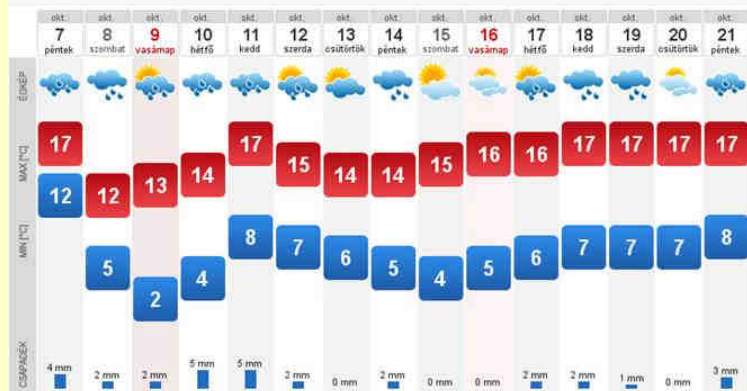 okt. okt. okt. okt. okt. okt. okt. okt. okt. okt. okt. okt. okt. okt. okt.
7 8 9 10 11 12 13 14 15 16 17 18 19 20 21
péntek szombat vasárnap hétfő kedd szerda csütörtök péntek szombat vasárnap hétfő kedd szerda csütörtök péntek
ÉGKÉP
MAX [°C]
17 12 13 14 17 15 14 14 15 16 16 17 17 17 17
MIN [°C]
12 5 2 4 8 7 6 5 4 5 6 7 7 7 8
CSAPADÉK
4 mm 2 mm 2 mm 5 mm 5 mm 2 mm 0 mm 2 mm 0 mm 0 mm 2 mm 2 mm 1 mm 0 mm 3 mm